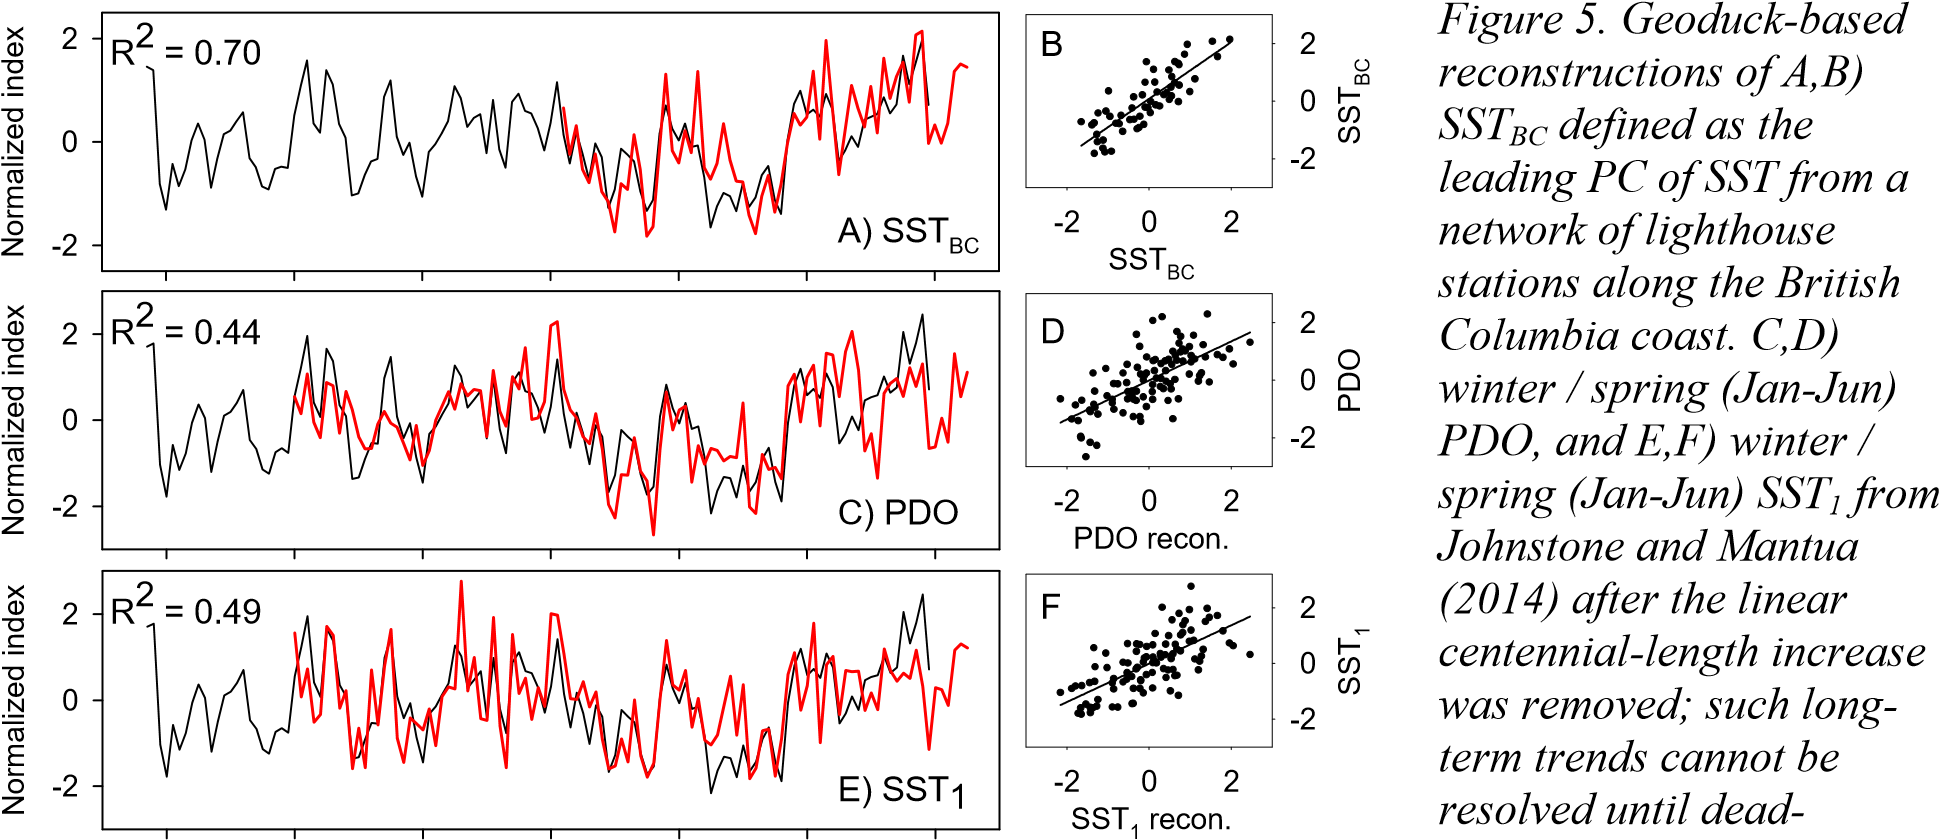 Normalized index
2
0
-2
R2 = 0.70
A) SSTBC
B
2
0
-2
SSTBC
-2 0 2
SSTBC
Normalized index
2
0
-2
R2 = 0.44
C) PDO
D
2
0
-2
PDO
-2 0 2
PDO recon.
Normalized index
2
0
-2
R2 = 0.49
E) SST1
F
2
0
-2
SST1
-2 0 2
SST1 recon.
Figure 5. Geoduck-based
reconstructions of A,B)
SSTBC defined as the
leading PC of SST from a
network of lighthouse
stations along the British
Columbia coast. C,D)
winter / spring (Jan-Jun)
PDO, and E,F) winter /
spring (Jan-Jun) SST1 from
Johnstone and Mantua
(2014) after the linear
centennial-length increase
was removed; such long-
term trends cannot be
resolved until dead-